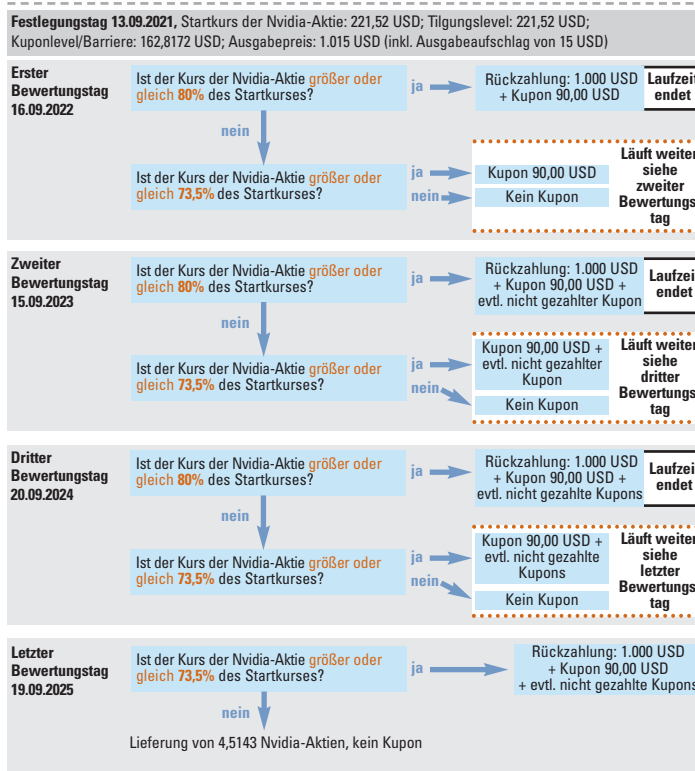 Festlegungstag 13.09.2021, Startkurs der Nvidia-Aktie: 221,52 USD; Tilgungslevel: 221,52 USD;
Kuponlevel/Barriere: 162,8172 USD; Ausgabepreis: 1.015 USD (inkl. Ausgabeaufschlag von 15 USD)
Erster
Bewertungstag
16.09.2022
Ist der Kurs der Nvidia-Aktie größer oder
gleich 80% des Startkurses?
ja
Rückzahlung: 1.000 USD
+ Kupon 90,00 USD
Laufzeit
endet
nein
Ist der Kurs der Nvidia-Aktie größer oder
gleich 73,5% des Startkurses?
ja
Kupon 90,00 USD
nein
Kein Kupon
Läuft weiter
siehe
zweiter
Bewertungs
tag
Zweiter
Bewertungstag
15.09.2023
Ist der Kurs der Nvidia-Aktie größer oder
gleich 80% des Startkurses?
ja
Rückzahlung: 1.000 USD
+ Kupon 90,00 USD +
evtl. nicht gezahlter Kupon
Laufzeit
endet
nein
Ist der Kurs der Nvidia-Aktie größer oder
gleich 73,5% des Startkurses?
ja
Kupon 90,00 USD +
evtl. nicht gezahlter
Kupon
nein
Kein Kupon
Läuft weiter
siehe
dritter
Bewertungs
tag
Dritter
Bewertungstag
20.09.2024
Ist der Kurs der Nvidia-Aktie größer oder
gleich 80% des Startkurses?
ja
Rückzahlung: 1.000 USD
+ Kupon 90,00 USD +
evtl. nicht gezahlte Kupons
Laufzeit
endet
nein
Ist der Kurs der Nvidia-Aktie größer oder
gleich 73,5% des Startkurses?
ja
Kupon 90,00 USD +
evtl. nicht gezahlte
Kupons
nein
Kein Kupon
Läuft weiter
siehe
letzter
Bewertungs
tag
Letzter
Bewertungstag
19.09.2025
Ist der Kurs der Nvidia-Aktie größer oder
gleich 73,5% des Startkurses?
ja
Rückzahlung: 1.000 USD
+ Kupon 90,00 USD
+ evtl. nicht gezahlte Kupons
nein
Lieferung von 4,5143 Nvidia-Aktien, kein Kupon